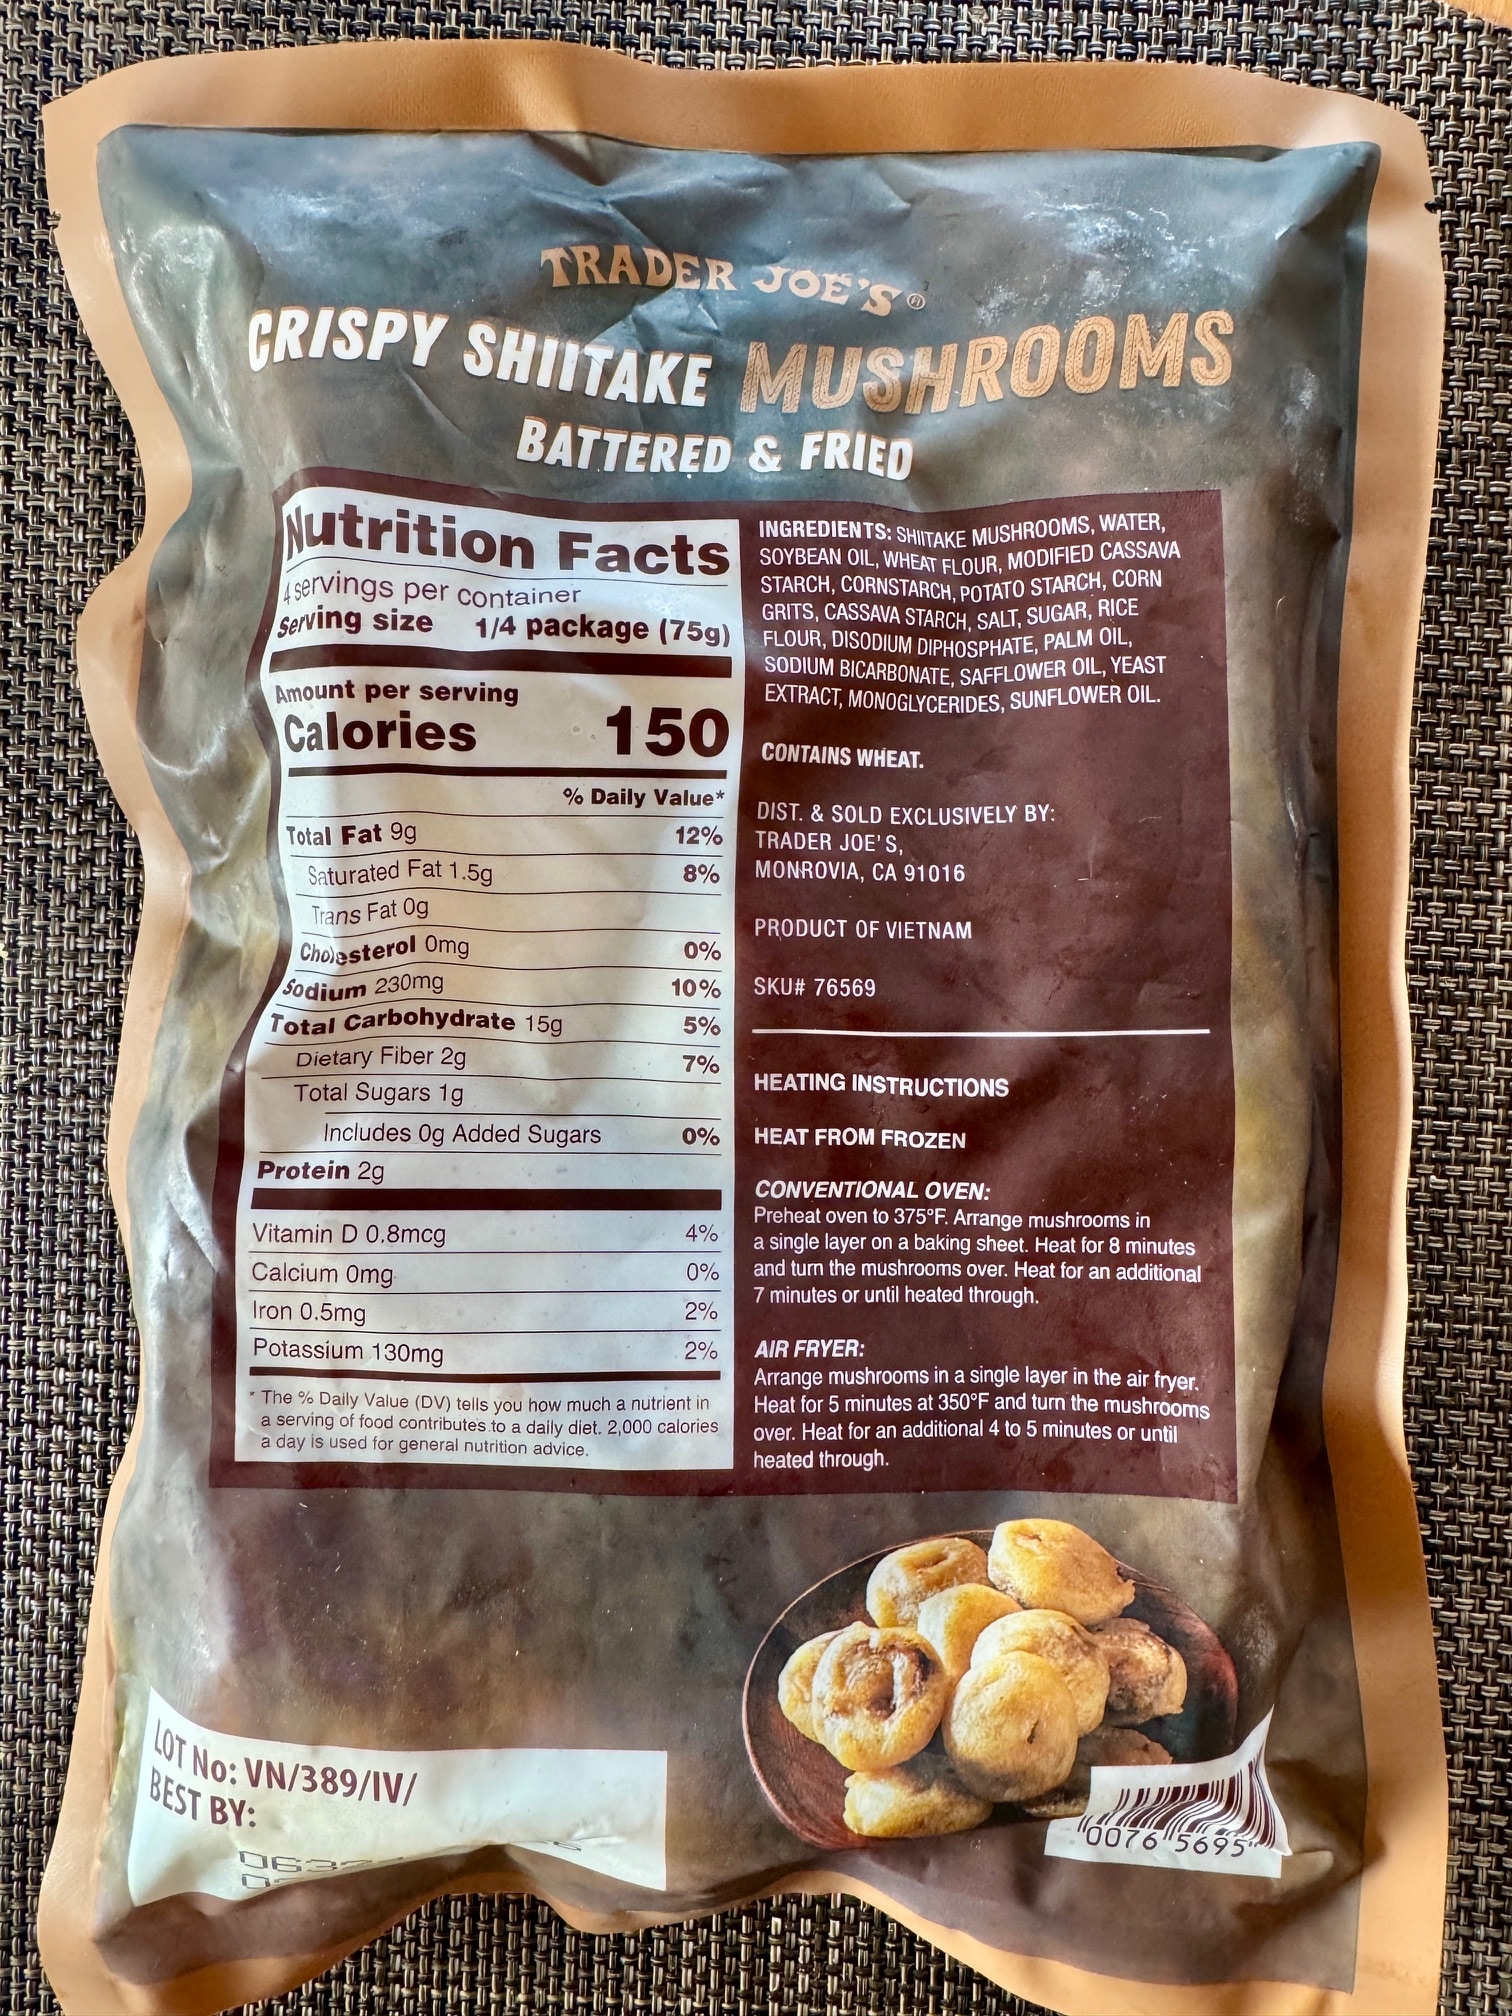 TRADER JOE'S®
CRISPY SHIITAKE MUSHROOMS
BATTERED & FRIED
Nutrition Facts
4 servings per container
Serving size 1/4 package (75g)
Amount per serving
Calories 150
% Daily Value*
Total Fat 9g 12%
Saturated Fat 1.5g 8%
Trans Fat 0g
Cholesterol 0mg 0%
Sodium 230mg 10%
Total Carbohydrate 15g 5%
Dietary Fiber 2g 7%
Total Sugars 1g
Includes 0g Added Sugars 0%
Protein 2g
Vitamin D 0.8mcg 4%
Calcium 0mg 0%
Iron 0.5mg 2%
Potassium 130mg 2%
* The % Daily Value (DV) tells you how much a nutrient in
a serving of food contributes to a daily diet. 2,000 calories
a day is used for general nutrition advice.
INGREDIENTS: SHIITAKE MUSHROOMS, WATER,
SOYBEAN OIL, WHEAT FLOUR, MODIFIED CASSAVA
STARCH, CORNSTARCH, POTATO STARCH, CORN
GRITS, CASSAVA STARCH, SALT, SUGAR, RICE
FLOUR, DISODIUM DIPHOSPHATE, PALM OIL,
SODIUM BICARBONATE, SAFFLOWER OIL, YEAST
EXTRACT, MONOGLYCERIDES, SUNFLOWER OIL.
CONTAINS WHEAT.
DIST. & SOLD EXCLUSIVELY BY:
TRADER JOE'S,
MONROVIA, CA 91016
PRODUCT OF VIETNAM
SKU# 76569
HEATING INSTRUCTIONS
HEAT FROM FROZEN
CONVENTIONAL OVEN:
Preheat oven to 375°F. Arrange mushrooms in
a single layer on a baking sheet. Heat for 8 minutes
and turn the mushrooms over. Heat for an additional
7 minutes or until heated through.
AIR FRYER:
Arrange mushrooms in a single layer in the air fryer.
Heat for 5 minutes at 350°F and turn the mushrooms
over. Heat for an additional 4 to 5 minutes or until
heated through.
LOT No: VN/389/IV/
BEST BY:
0076 5695